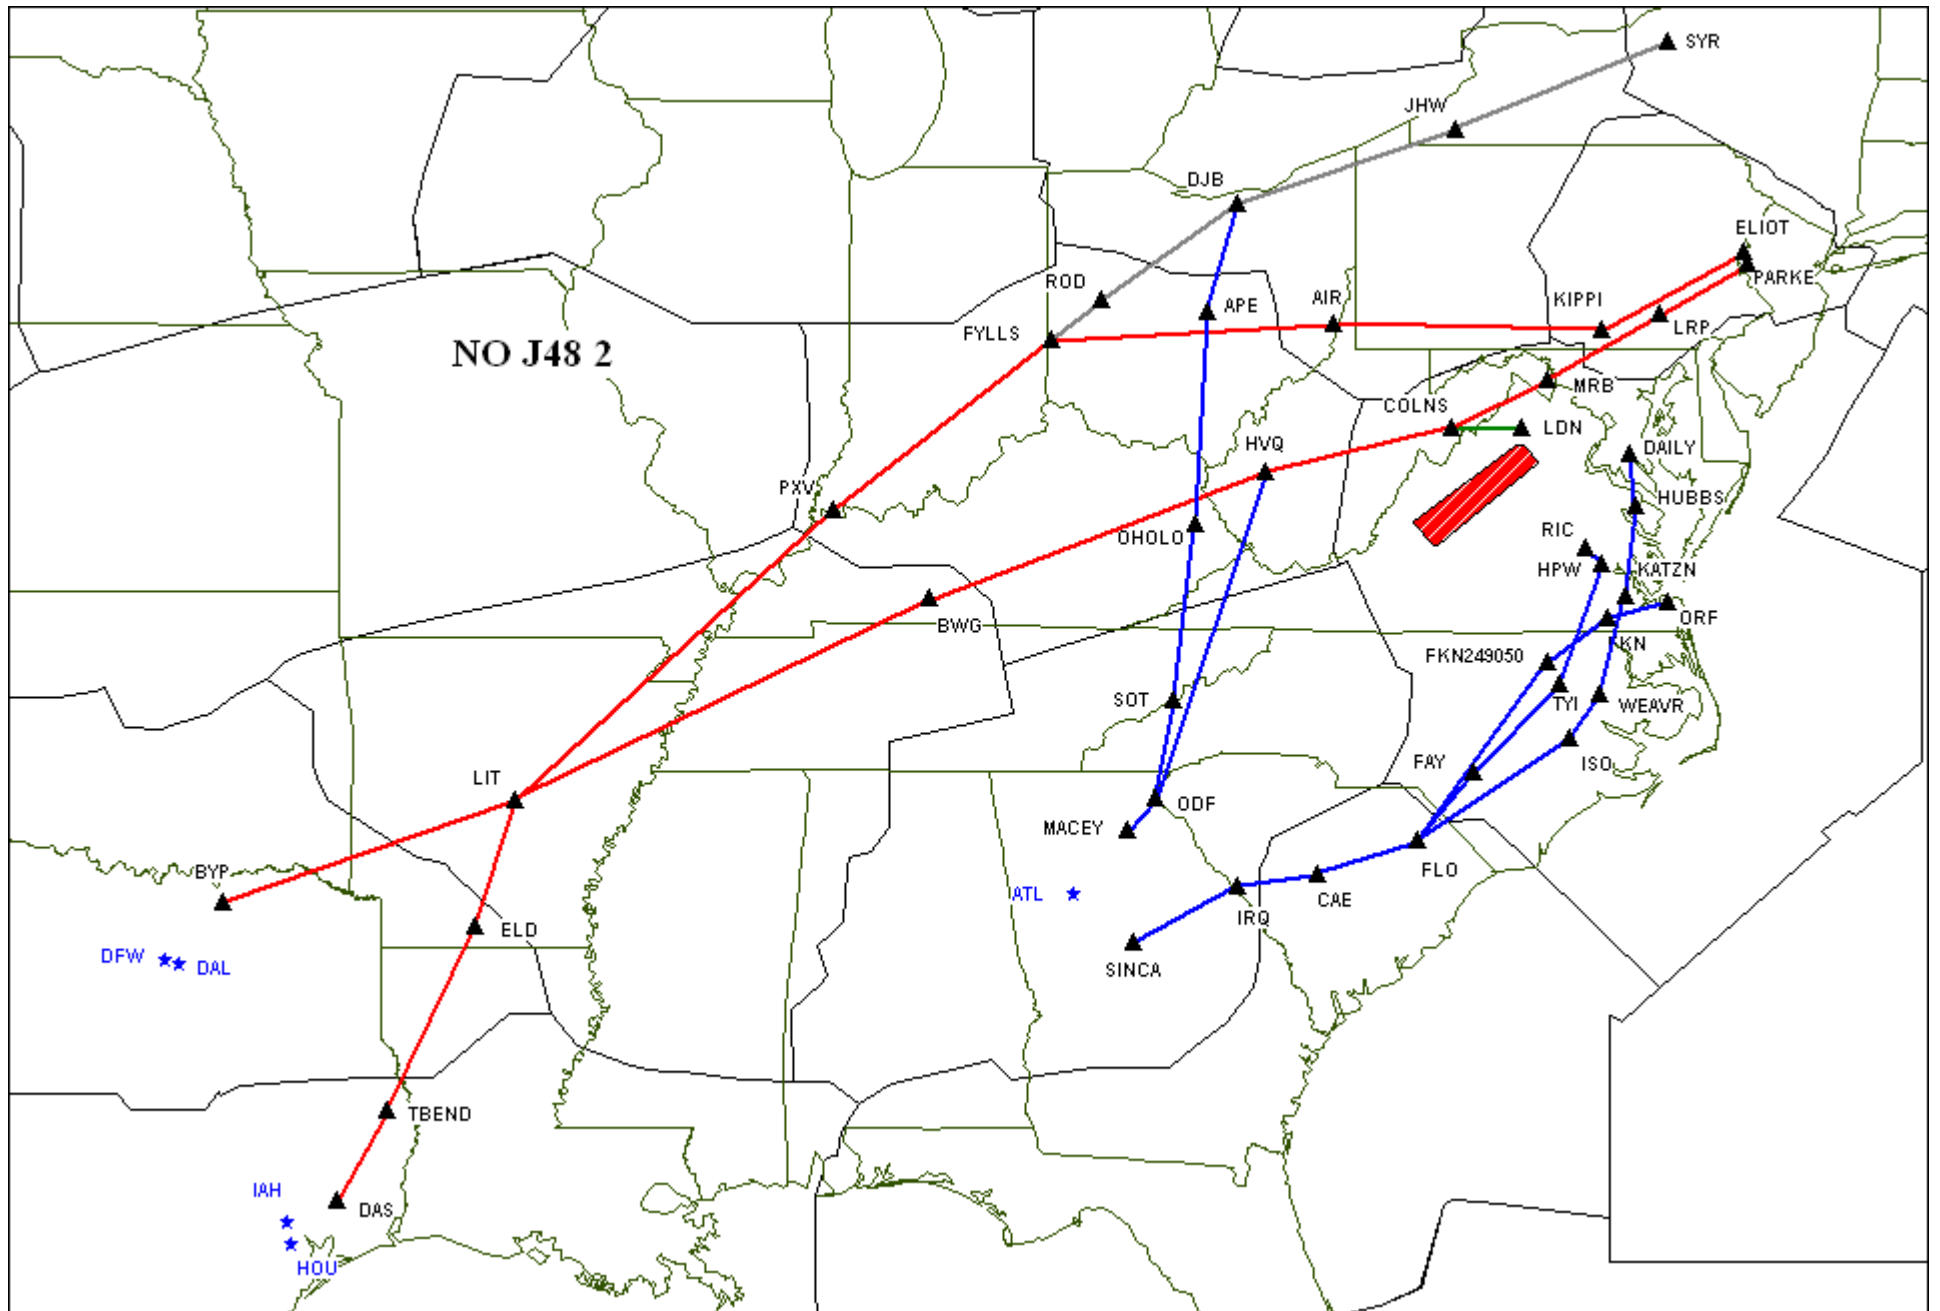 SYR
JHW
DJB
ELIOT
ROD
PARKE
APE
AIR
KIPPI
FYLLS
LRP
NO J48 2
MRB
COLNS
LDN
HVQ
DAILY
PXV
HUBBS
RIC
OHOLO
HPW
KATZN
BWG
ORF
FKN
FKN249050
SOT
TYI
WEAVR
FAY
ISO
LIT
ODF
MACEY
BYP
FLO
ATL
CAE
IRQ
ELD
DFW
DAL
SINCA
TBEND
IAH
DAS
HOU